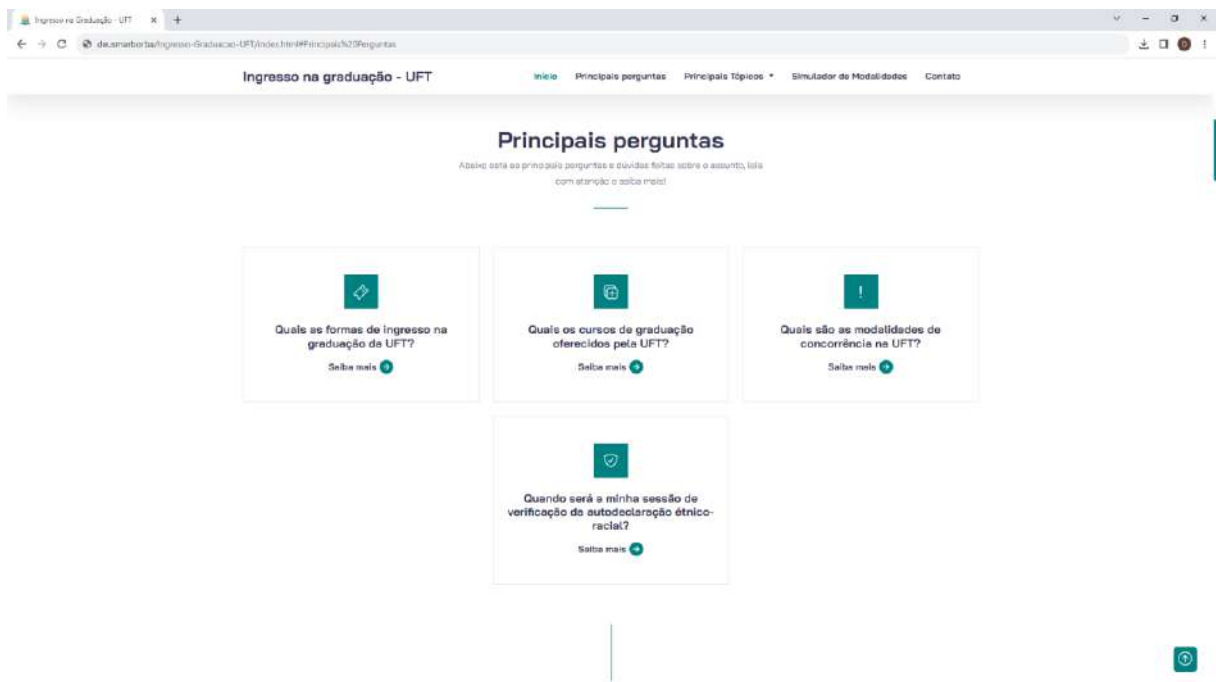 Ingresso na Graduação - UFT
Ingresso na graduação - UFT
Início Principais perguntas Principais Tópicos Simulador de Modalidades Contato
Principais perguntas
Abaixo está as principais perguntas e dúvidas feitas sobre o assunto, leia
com atenção e saiba mais!
Quais as formas de ingresso na
graduação da UFT?
Saiba mais
Quais os cursos de graduação
oferecidos pela UFT?
Saiba mais
Quais são as modalidades de
concorrência na UFT?
Saiba mais
Quando será a minha sessão de
verificação da autodeclaração étnico-
racial?
Saiba mais